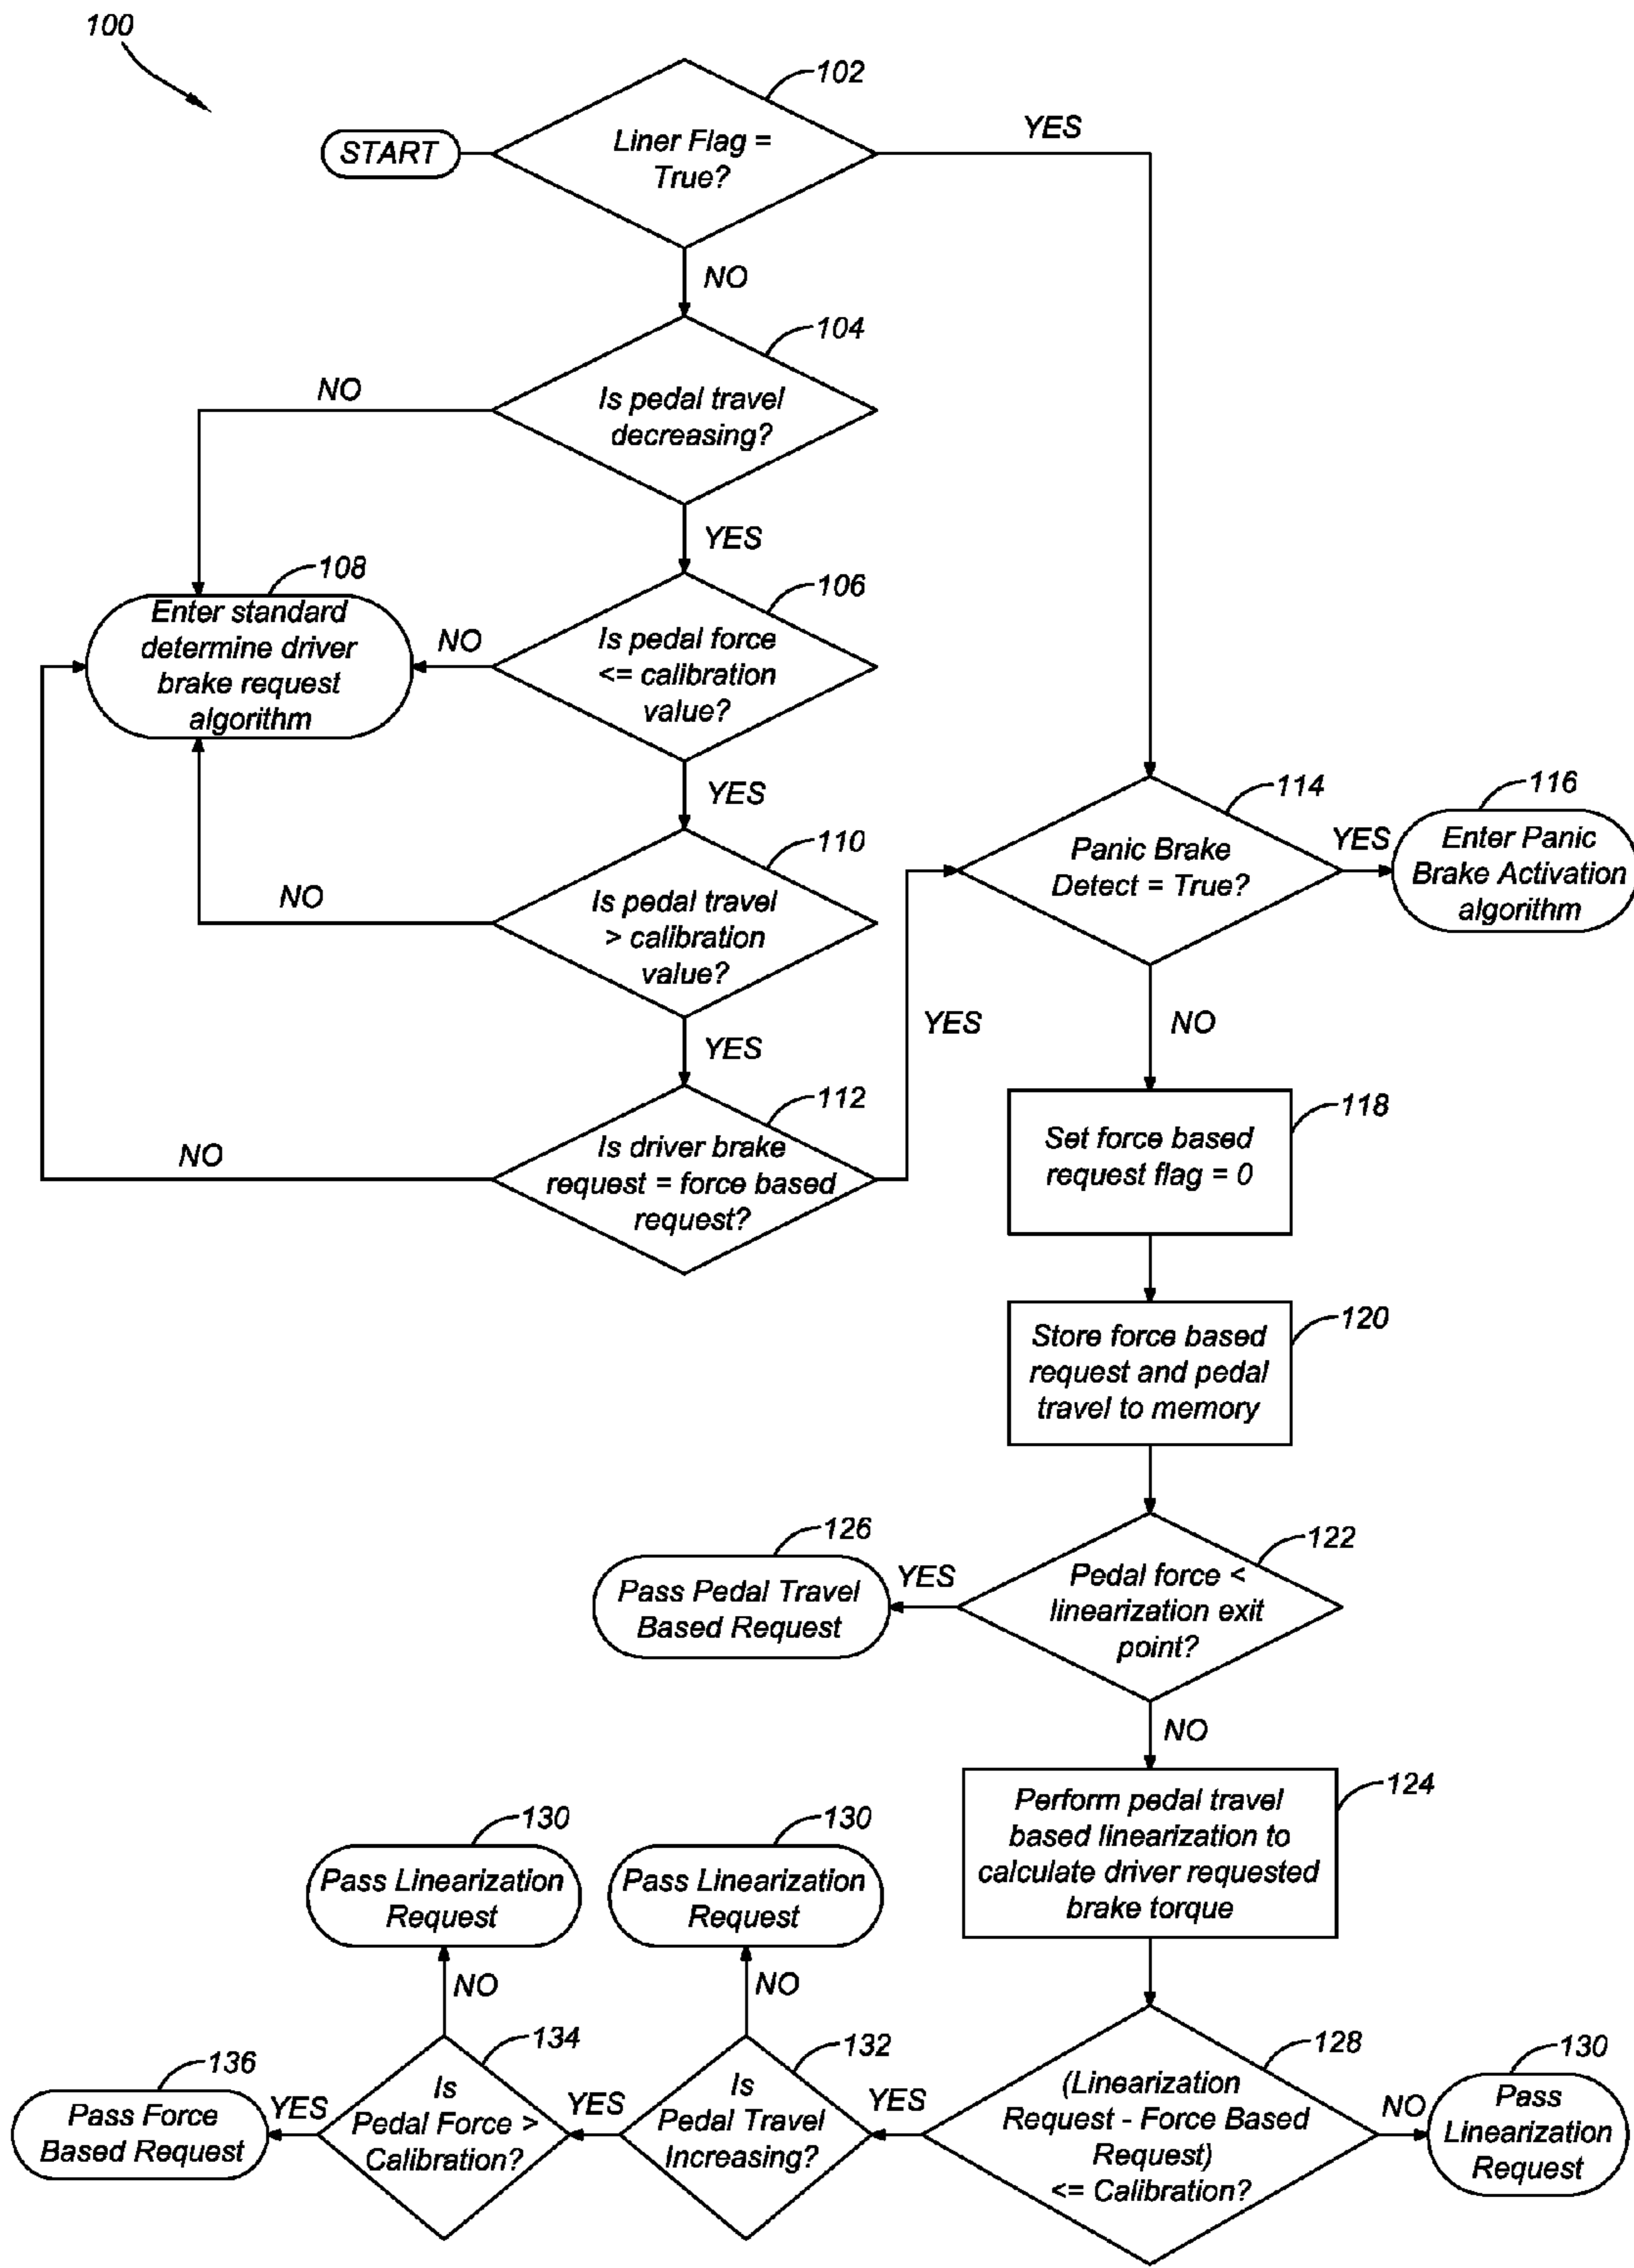 100
102
START
Liner Flag =
True?
YES
NO
104
Is pedal travel
decreasing?
NO
YES
108
Enter standard
determine driver
brake request
algorithm
106
Is pedal force
<= calibration
value?
NO
YES
110
Is pedal travel
> calibration
value?
NO
YES
112
Is driver brake
request = force based
request?
NO
YES
114
Panic Brake
Detect = True?
YES
116
Enter Panic
Brake Activation
algorithm
NO
118
Set force based
request flag = 0
120
Store force based
request and pedal
travel to memory
122
Pedal force <
linearization exit
point?
YES
126
Pass Pedal Travel
Based Request
NO
124
Perform pedal travel
based linearization to
calculate driver requested
brake torque
128
(Linearization
Request - Force Based
Request)
<= Calibration?
NO
130
Pass
Linearization
Request
YES
132
Is
Pedal Travel
Increasing?
NO
130
Pass Linearization
Request
YES
134
Is
Pedal Force >
Calibration?
NO
130
Pass Linearization
Request
YES
136
Pass Force
Based Request